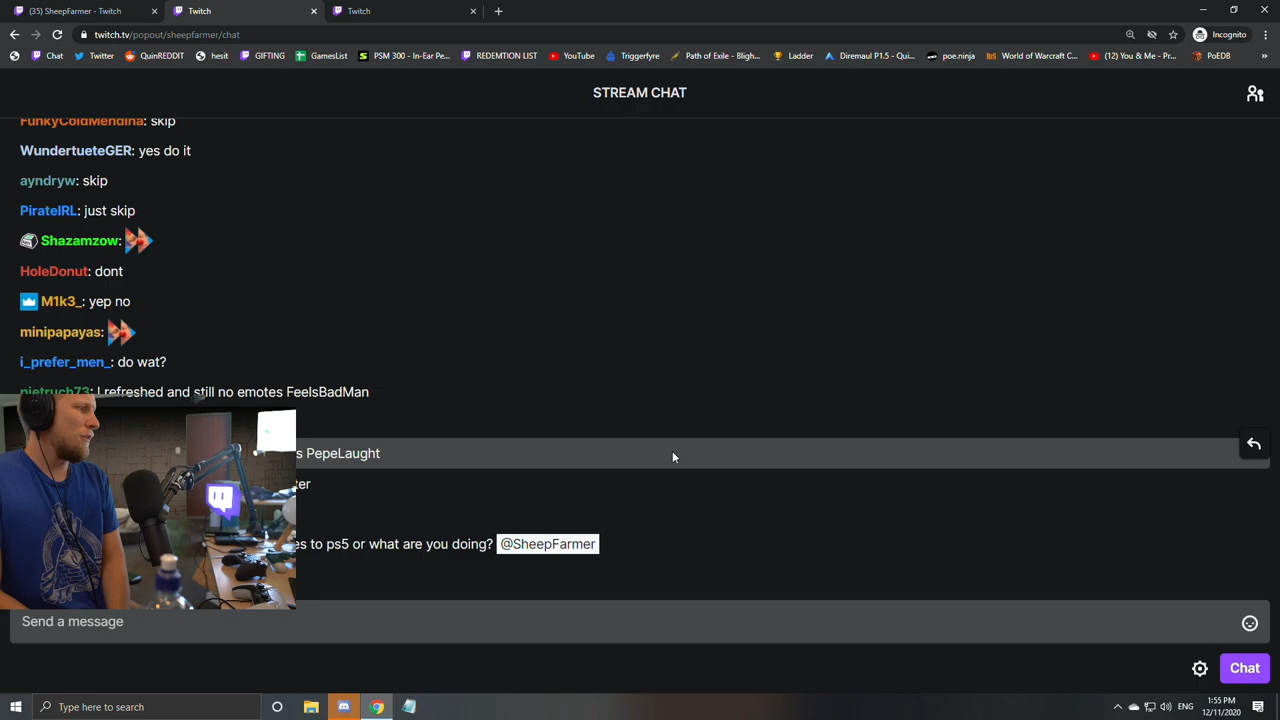 (35) SheepFarmer - Twitch
Twitch
Twitch
twitch.tv/popout/sheepfarmer/chat
Incognito
Chat
Twitter
QuinREDDIT
hesit
GIFTING
GamesList
PSM 300 - In-Ear Pe...
REDEMTION LIST
YouTube
Triggerfyre
Path of Exile - Bligh...
Ladder
Diremaul P1.5 - Qui...
poe.ninja
World of Warcraft C...
(12) You & Me - Pr...
PoEDB
STREAM CHAT
FunkyColdMendina: skip
WundertueteGER: yes do it
ayndryw: skip
PirateIRL: just skip
Shazamzow:
HoleDonut: dont
M1k3_: yep no
minipapayas:
i_prefer_men_: do wat?
pietruch73: I refreshed and still no emotes FeelsBadMan
s PepeLaught
ter
es to ps5 or what are you doing? @SheepFarmer
Send a message
Chat
Type here to search
ENG
1:55 PM
12/11/2020